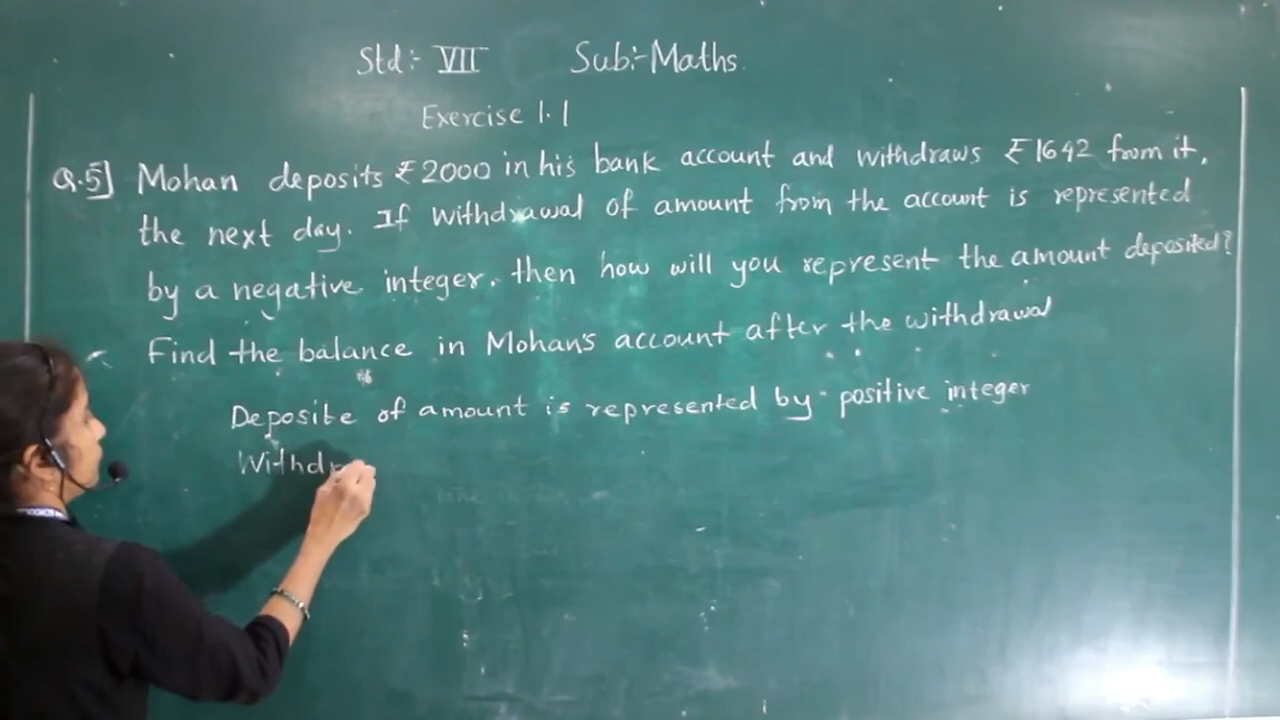 Std:- VII Sub:- Maths.
Exercise 1.1
Q.5] Mohan deposits ₹2000 in his bank account and withdraws ₹1642 from it,
the next day. If withdrawal of amount from the account is represented
by a negative integer. then how will you represent the amount deposited?
Find the balance in Mohan's account after the withdrawal
Deposite of amount is represented by positive integer
Withdr